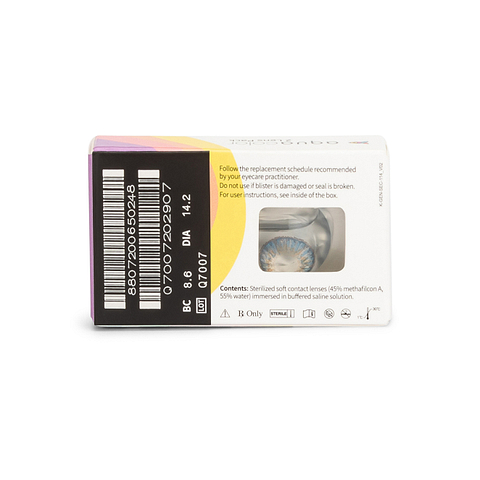 aquacolor
Follow the replacement schedule recommended
by your eyecare practitioner.
Do not use if blister is damaged or seal is broken.
For user instructions, see inside of the box.
Contents: Sterilized soft contact lenses (45% methafilcon A,
55% water) immersed in buffered saline solution.
℞ Only
STERILE
8807200650248
Q7007202907
BC 8.6 DIA 14.2
LOT Q7007